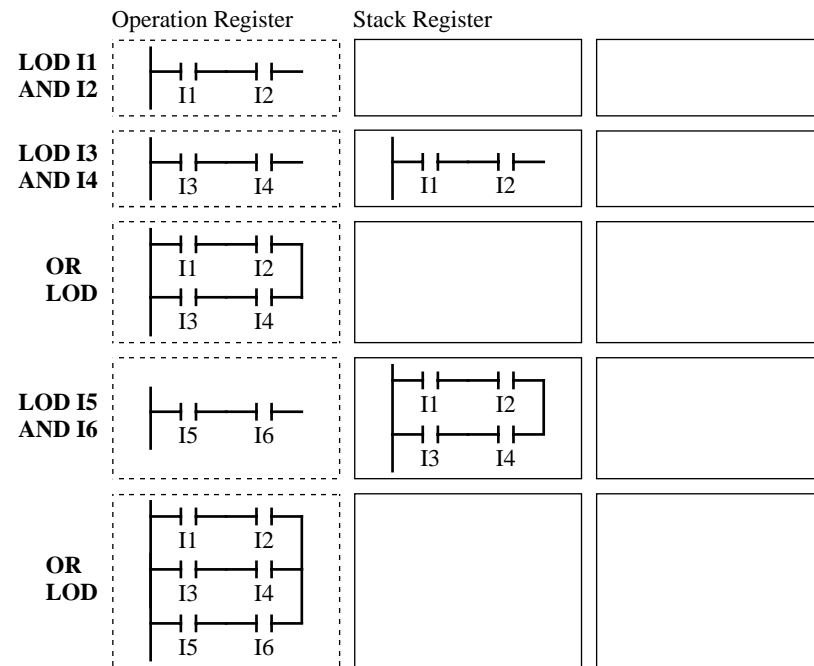 Operation Register Stack Register
LOD I1
AND I2
I1 I2
LOD I3
AND I4
I3 I4
I1 I2
OR
LOD
I1 I2
I3 I4
LOD I5
AND I6
I5 I6
I1 I2
I3 I4
OR
LOD
I1 I2
I3 I4
I5 I6